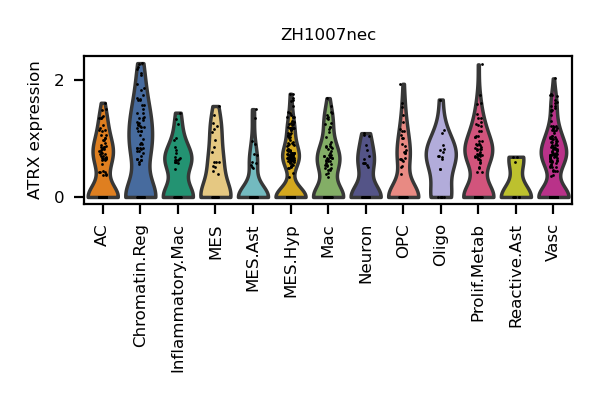 ZH1007nec
ATRX expression
2
0
AC
Chromatin.Reg
Inflammatory.Mac
MES
MES.Ast
MES.Hyp
Mac
Neuron
OPC
Oligo
Prolif.Metab
Reactive.Ast
Vasc